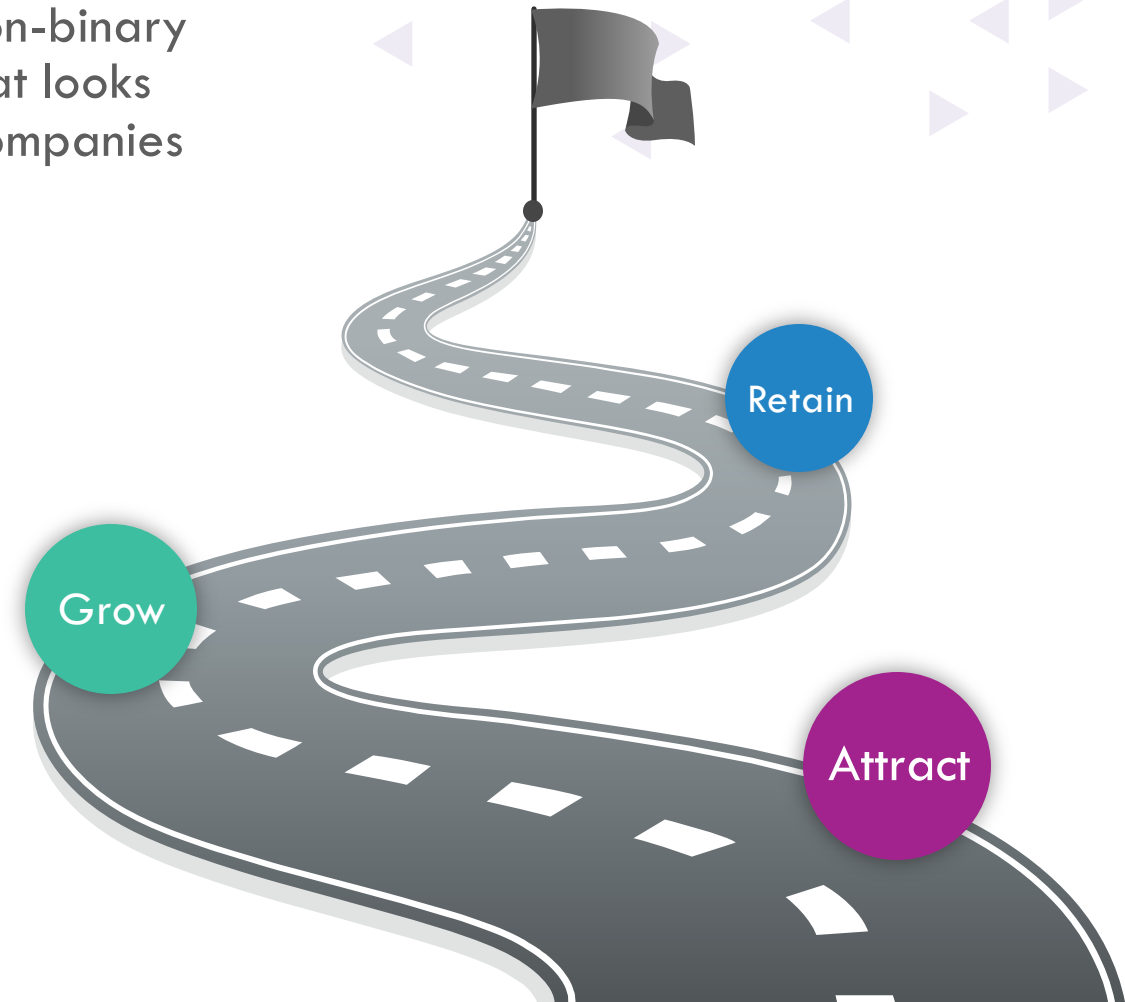 on-binary
at looks
ompanies
Retain
Grow
Attract